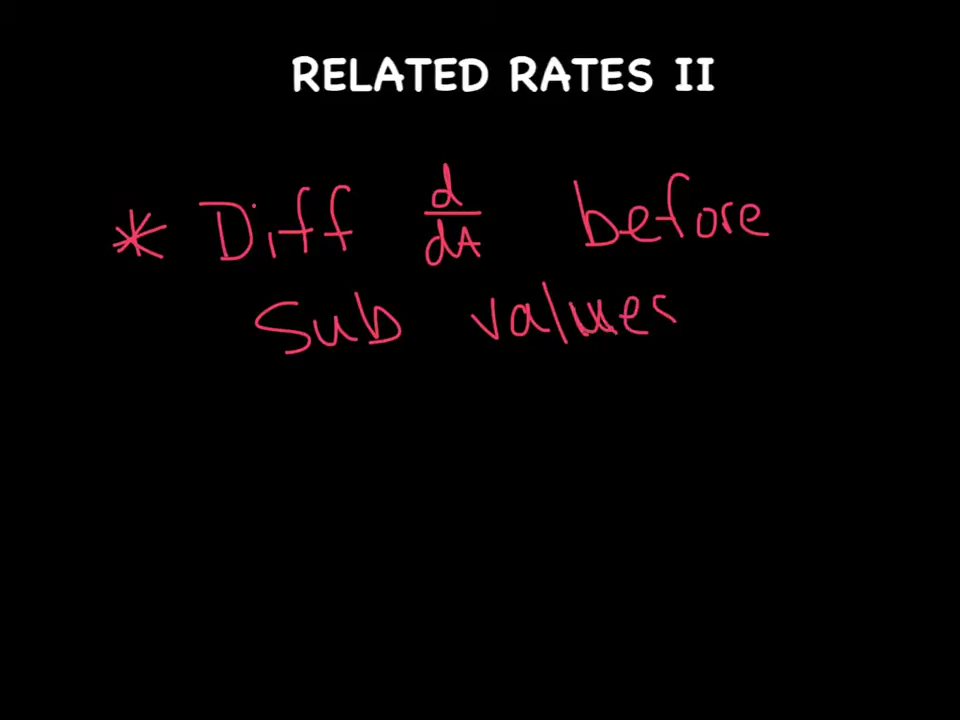 RELATED RATES II
* Diff d/dt before
Sub values